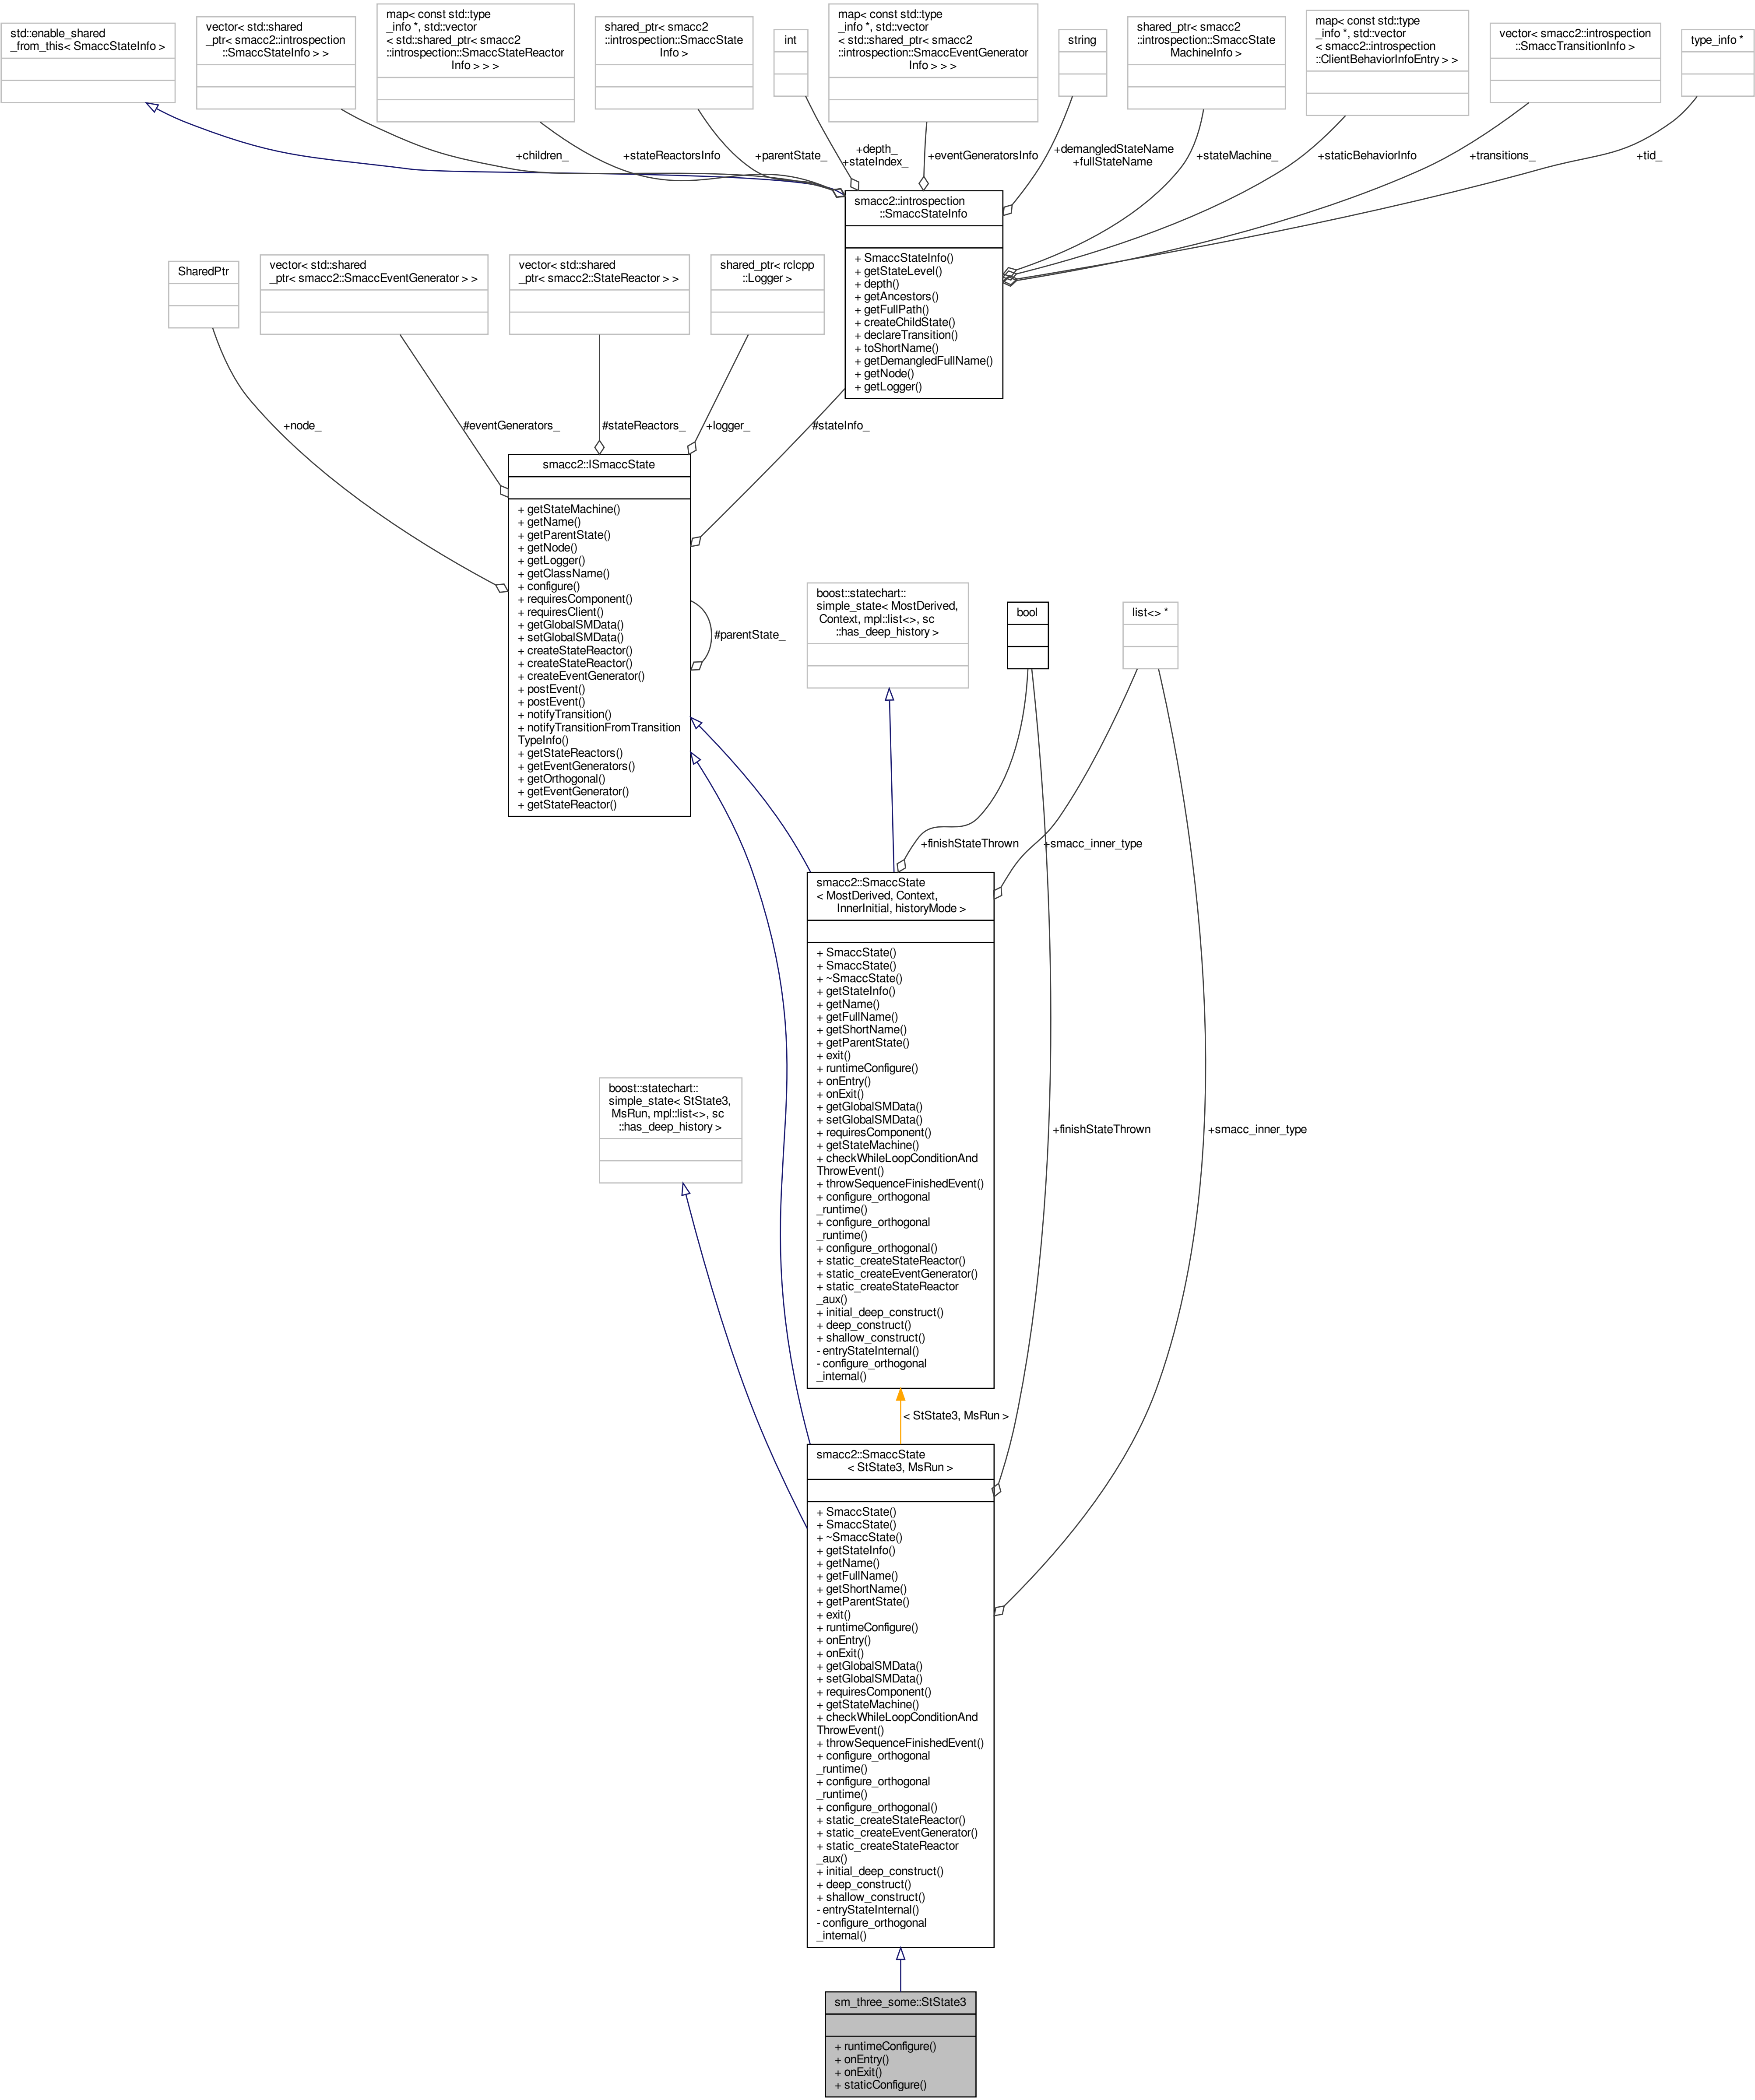 std::enable_shared
_from_this< SmaccStateInfo >
vector< std::shared
_ptr< smacc2::introspection
::SmaccStateInfo > >
map< const std::type
_info *, std::vector
< std::shared_ptr< smacc2
::introspection::SmaccStateReactor
Info > > >
shared_ptr< smacc2
::introspection::SmaccState
Info >
int
map< const std::type
_info *, std::vector
< std::shared_ptr< smacc2
::introspection::SmaccEventGenerator
Info > > >
string
shared_ptr< smacc2
::introspection::SmaccState
MachineInfo >
map< const std::type
_info *, std::vector
< smacc2::introspection
::ClientBehaviorInfoEntry > >
vector< smacc2::introspection
::SmaccTransitionInfo >
type_info *
+children_
+stateReactorsInfo
+parentState_
+depth_
+stateIndex_
+eventGeneratorsInfo
+demangledStateName
+fullStateName
+stateMachine_
+staticBehaviorInfo
+transitions_
+tid_
smacc2::introspection
::SmaccStateInfo
+ SmaccStateInfo()
+ getStateLevel()
+ depth()
+ getAncestors()
+ getFullPath()
+ createChildState()
+ declareTransition()
+ toShortName()
+ getDemangledFullName()
+ getNode()
+ getLogger()
SharedPtr
vector< std::shared
_ptr< smacc2::SmaccEventGenerator > >
vector< std::shared
_ptr< smacc2::StateReactor > >
shared_ptr< rclcpp
::Logger >
+node_
#eventGenerators_
#stateReactors_
+logger_
#stateInfo_
smacc2::ISmaccState
+ getStateMachine()
+ getName()
+ getParentState()
+ getNode()
+ getLogger()
+ getClassName()
+ configure()
+ requiresComponent()
+ requiresClient()
+ getGlobalSMData()
+ setGlobalSMData()
+ createStateReactor()
+ createStateReactor()
+ createEventGenerator()
+ postEvent()
+ postEvent()
+ notifyTransition()
+ notifyTransitionFromTransition
TypeInfo()
+ getStateReactors()
+ getEventGenerators()
+ getOrthogonal()
+ getEventGenerator()
+ getStateReactor()
#parentState_
boost::statechart::
simple_state< MostDerived,
Context, mpl::list<>, sc
::has_deep_history >
bool
list<> *
+finishStateThrown
+smacc_inner_type
smacc2::SmaccState
< MostDerived, Context,
InnerInitial, historyMode >
+ SmaccState()
+ SmaccState()
+ ~SmaccState()
+ getStateInfo()
+ getName()
+ getFullName()
+ getShortName()
+ getParentState()
+ exit()
+ runtimeConfigure()
+ onEntry()
+ onExit()
+ getGlobalSMData()
+ setGlobalSMData()
+ requiresComponent()
+ getStateMachine()
+ checkWhileLoopConditionAnd
ThrowEvent()
+ throwSequenceFinishedEvent()
+ configure_orthogonal
_runtime()
+ configure_orthogonal
_runtime()
+ configure_orthogonal()
+ static_createStateReactor()
+ static_createEventGenerator()
+ static_createStateReactor
_aux()
+ initial_deep_construct()
+ deep_construct()
+ shallow_construct()
- entryStateInternal()
- configure_orthogonal
_internal()
boost::statechart::
simple_state< StState3,
MsRun, mpl::list<>, sc
::has_deep_history >
+finishStateThrown
+smacc_inner_type
< StState3, MsRun >
smacc2::SmaccState
< StState3, MsRun >
+ SmaccState()
+ SmaccState()
+ ~SmaccState()
+ getStateInfo()
+ getName()
+ getFullName()
+ getShortName()
+ getParentState()
+ exit()
+ runtimeConfigure()
+ onEntry()
+ onExit()
+ getGlobalSMData()
+ setGlobalSMData()
+ requiresComponent()
+ getStateMachine()
+ checkWhileLoopConditionAnd
ThrowEvent()
+ throwSequenceFinishedEvent()
+ configure_orthogonal
_runtime()
+ configure_orthogonal
_runtime()
+ configure_orthogonal()
+ static_createStateReactor()
+ static_createEventGenerator()
+ static_createStateReactor
_aux()
+ initial_deep_construct()
+ deep_construct()
+ shallow_construct()
- entryStateInternal()
- configure_orthogonal
_internal()
sm_three_some::StState3
+ runtimeConfigure()
+ onEntry()
+ onExit()
+ staticConfigure()